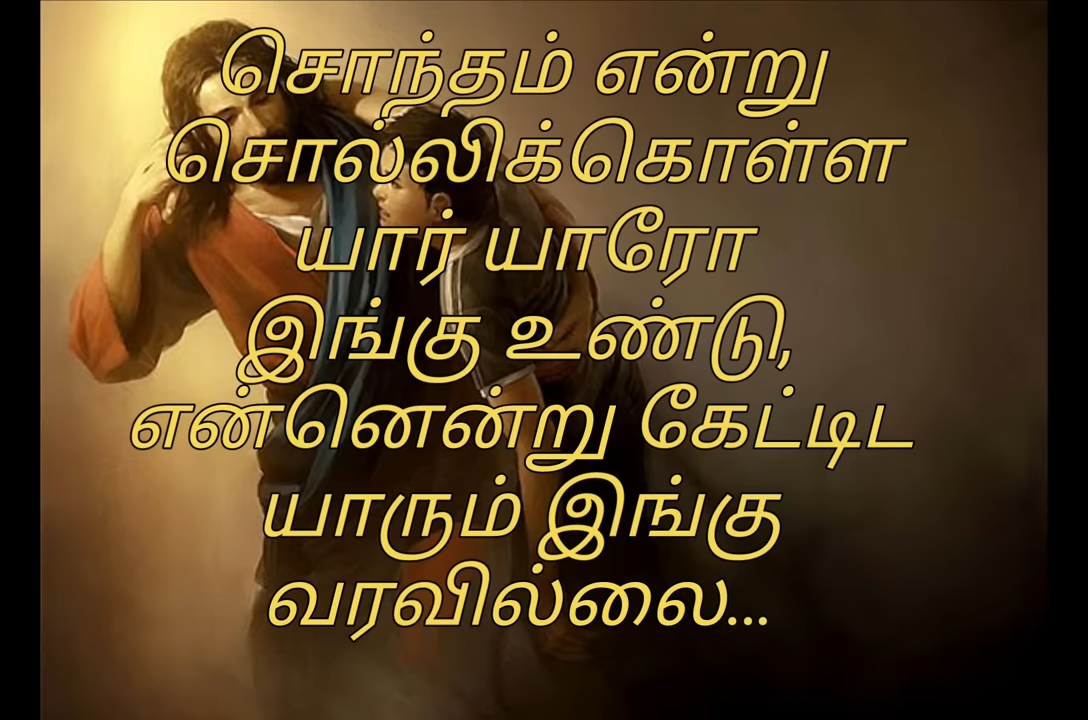 சொந்தம் என்று
சொல்லிக்கொள்ள
யார் யாரோ
இங்கு உண்டு,
என்னென்று கேட்டிட
யாரும் இங்கு
வரவில்லை...